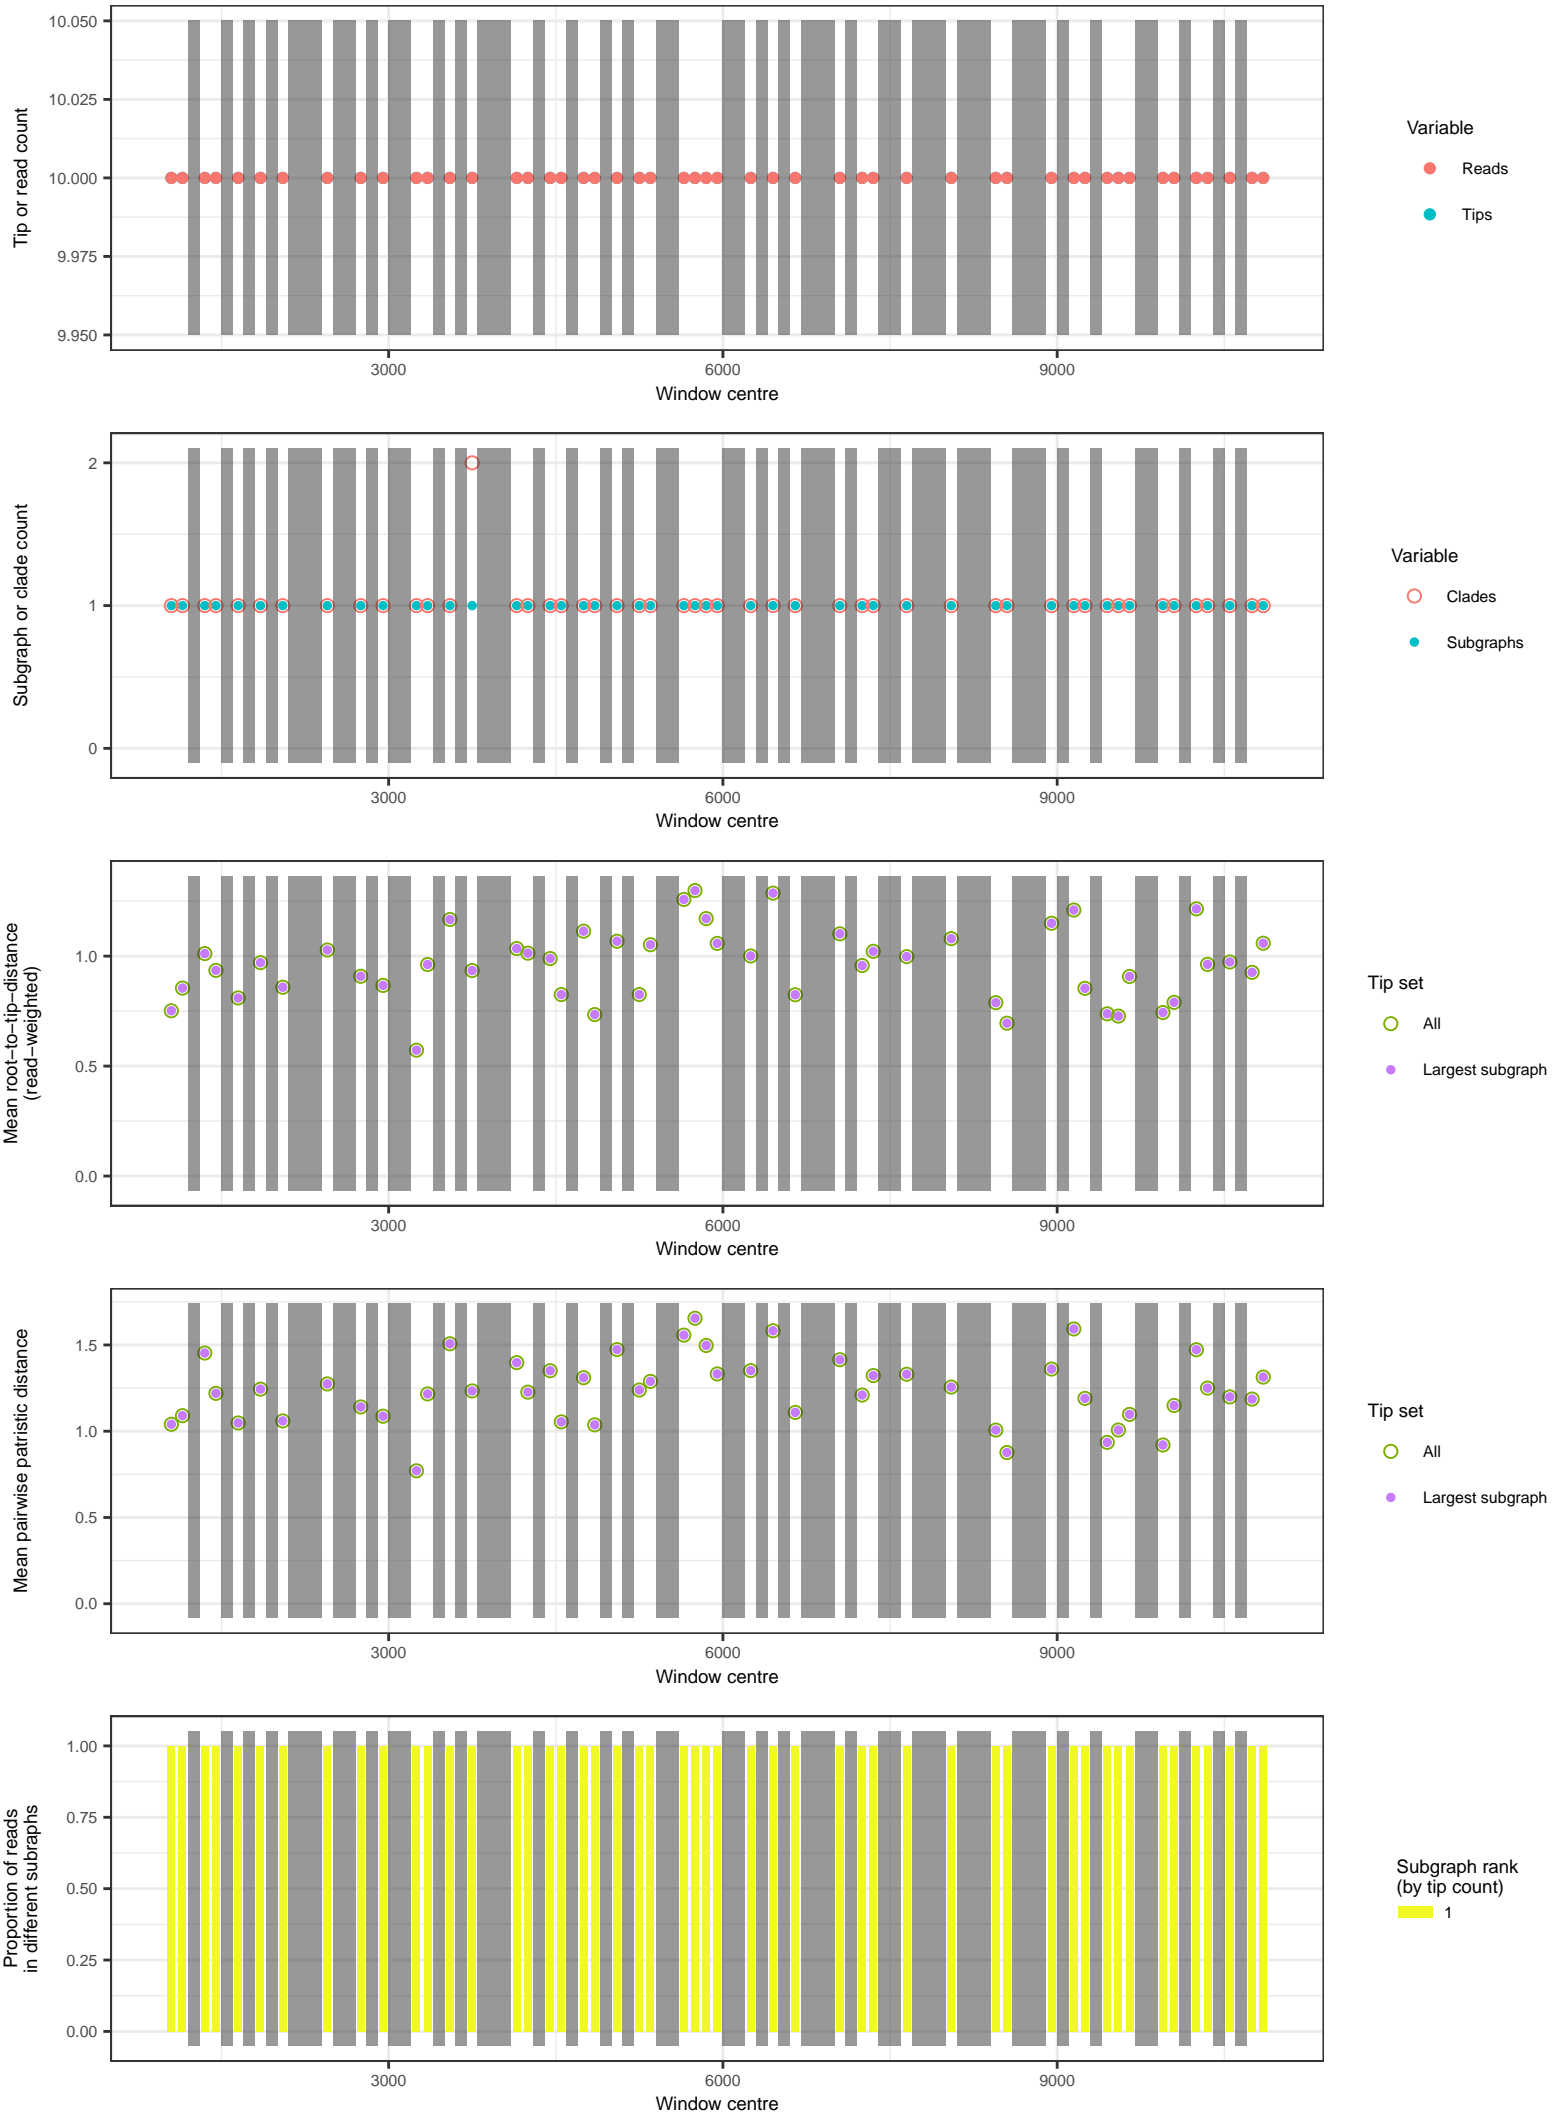 10.050
10.025
10.000
9.975
9.950
Tip or read count
3000
6000
9000
Window centre
Variable
Reads
Tips
2
1
0
Subgraph or clade count
3000
6000
9000
Window centre
Variable
Clades
Subgraphs
1.0
0.5
0.0
Mean root−to−tip−distance
(read−weighted)
3000
6000
9000
Window centre
Tip set
All
Largest subgraph
1.5
1.0
0.5
0.0
Mean pairwise patristic distance
3000
6000
9000
Window centre
Tip set
All
Largest subgraph
1.00
0.75
0.50
0.25
0.00
Proportion of reads
in different subraphs
3000
6000
9000
Window centre
Subgraph rank
(by tip count)
1